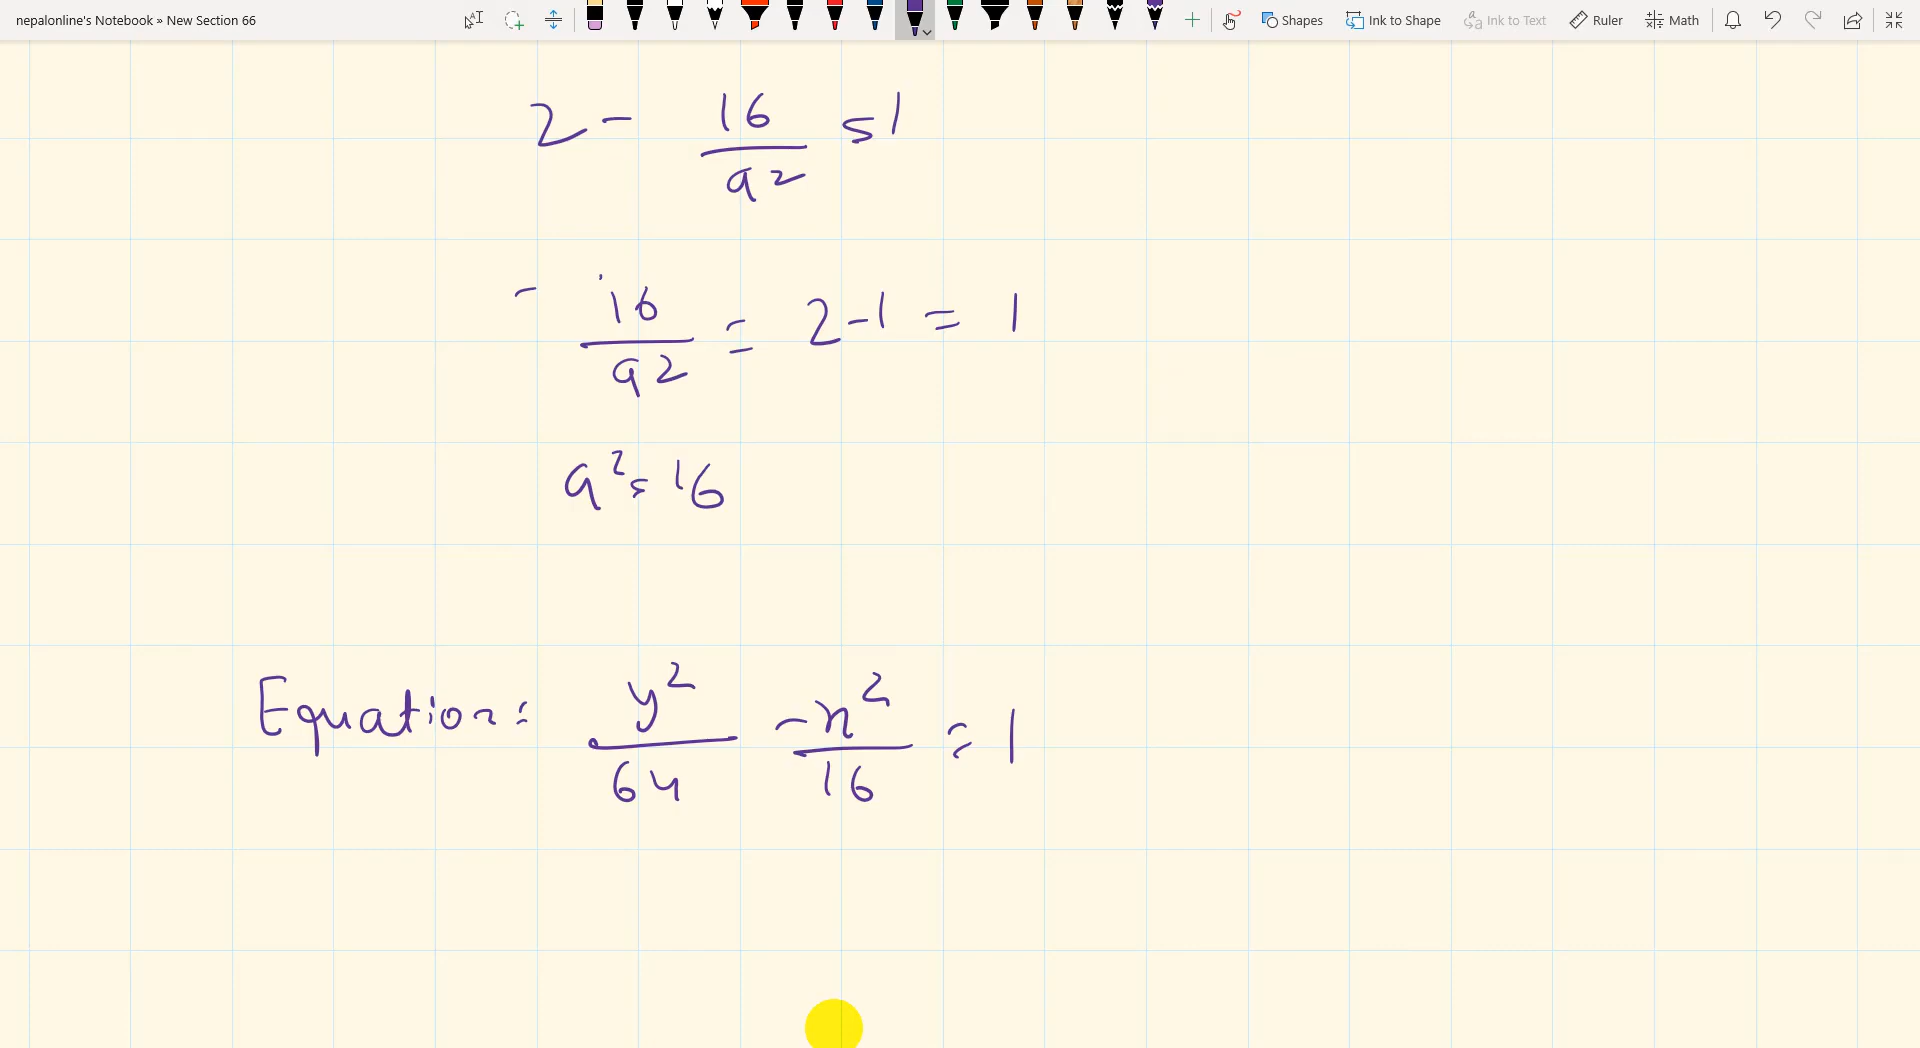 nepalonline's Notebook » New Section 66
Shapes Ink to Shape Ink to Text Ruler Math
2 - 16/a2 = 1
- 16/a2 = 2 - 1 = 1
a² = 16
Equation: y²/64 - x²/16 = 1